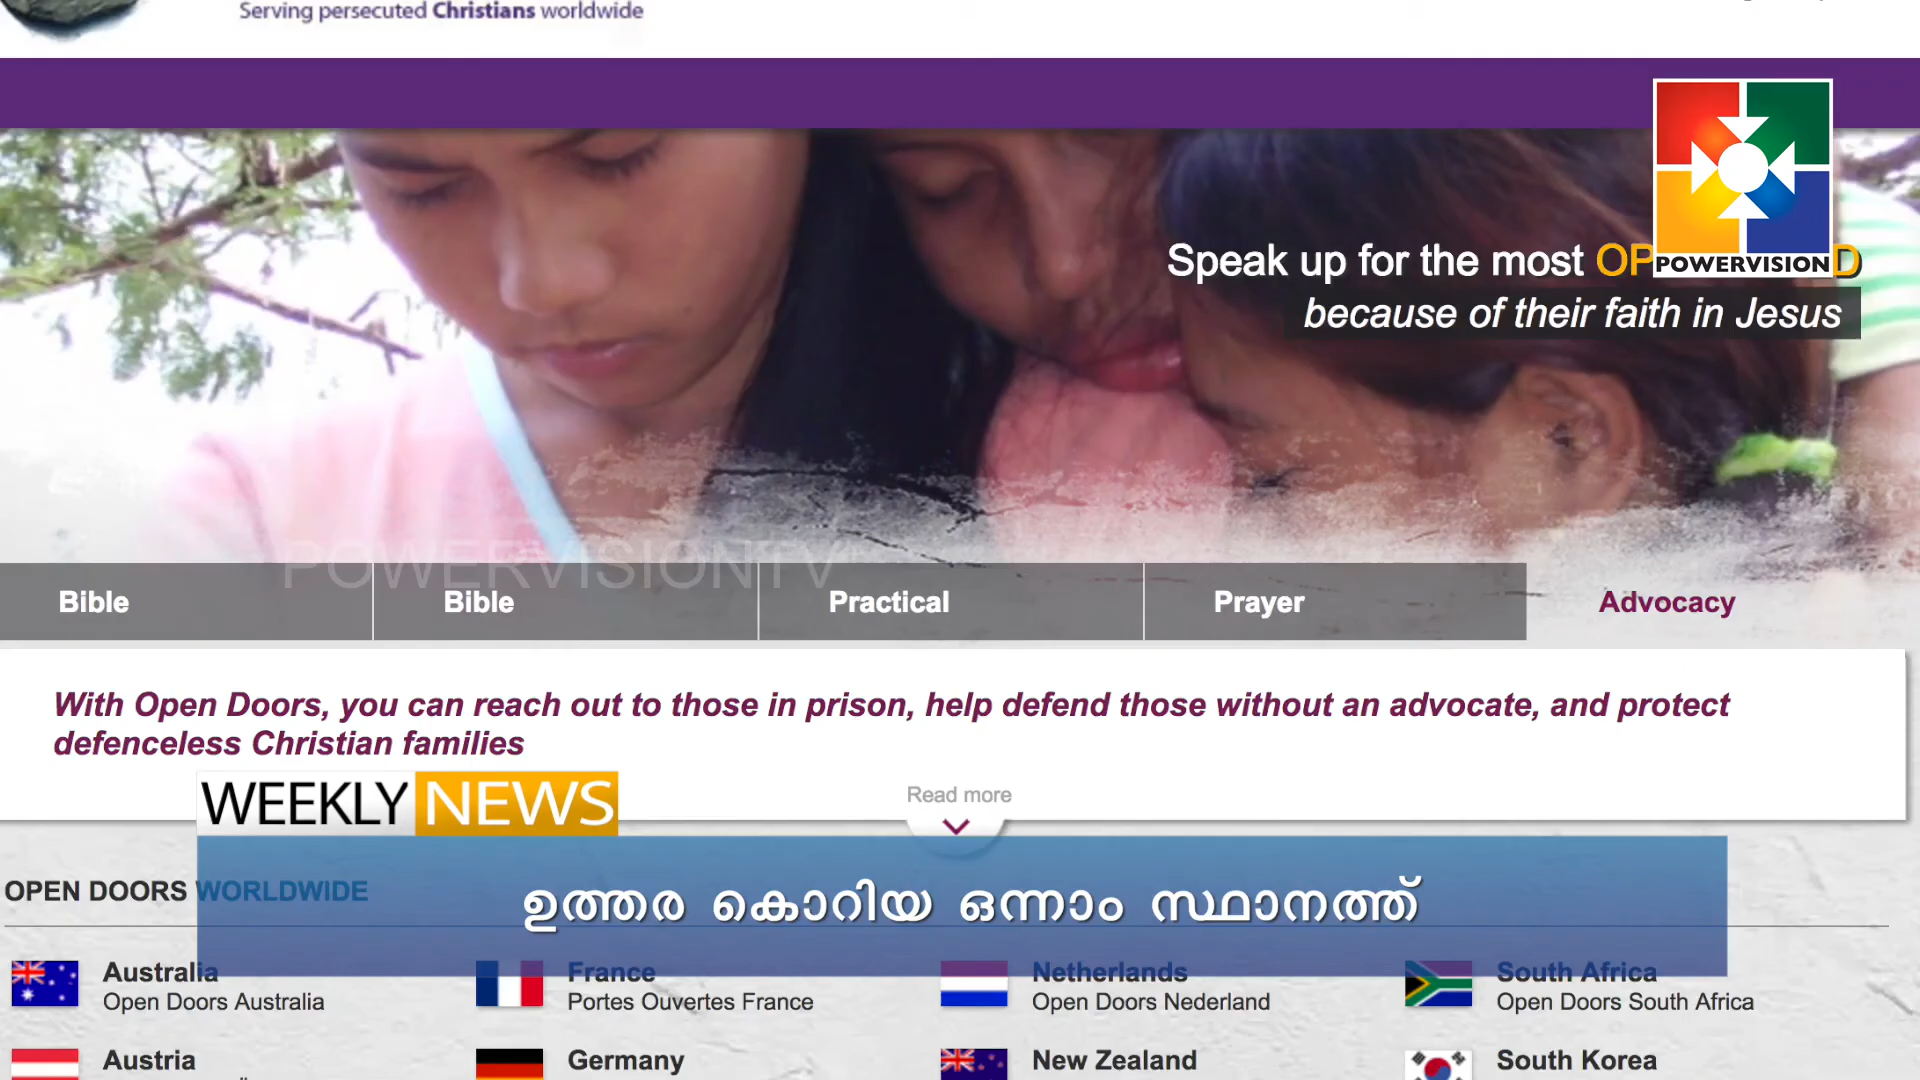 Serving persecuted Christians worldwide
Speak up for the most OP D
POWERVISION
because of their faith in Jesus
POWERVISIONTV
Bible
Bible
Practical
Prayer
Advocacy
With Open Doors, you can reach out to those in prison, help defend those without an advocate, and protect
defenceless Christian families
Read more
WEEKLY NEWS
ഉത്തര കൊറിയ ഒന്നാം സ്ഥാനത്ത്
OPEN DOORS WORLDWIDE
Australia
Open Doors Australia
France
Portes Ouvertes France
Netherlands
Open Doors Nederland
South Africa
Open Doors South Africa
Austria
Germany
New Zealand
South Korea